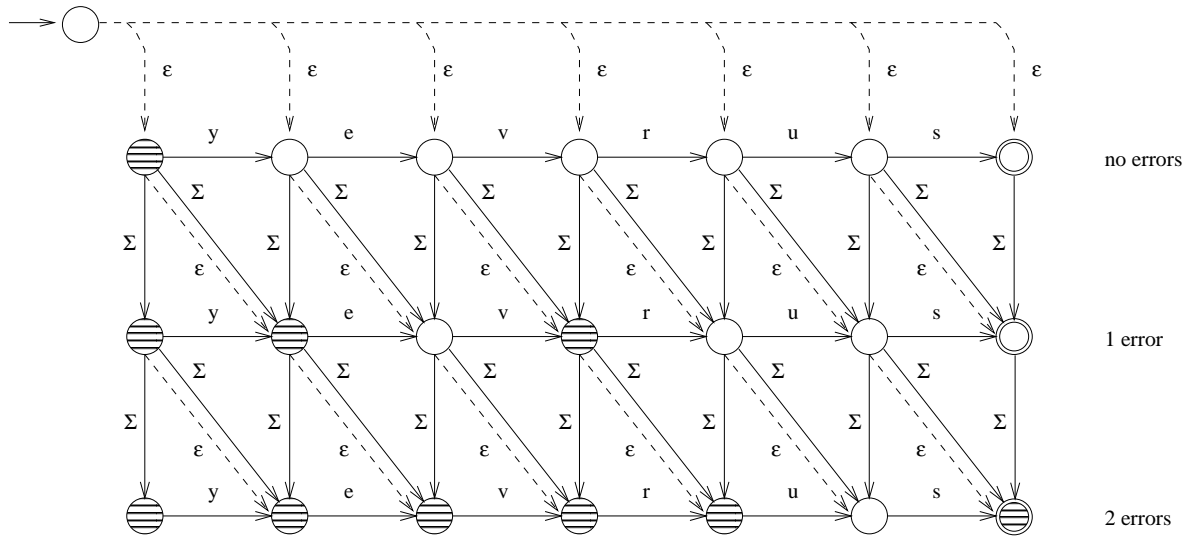 ε ε ε ε ε ε ε
y e v r u s
no errors
Σ Σ Σ Σ Σ Σ
Σ Σ Σ Σ Σ Σ Σ
ε ε ε ε ε ε
y e v r u s
1 error
Σ Σ Σ Σ Σ Σ
Σ Σ Σ Σ Σ Σ Σ
ε ε ε ε ε ε
y e v r u s
2 errors